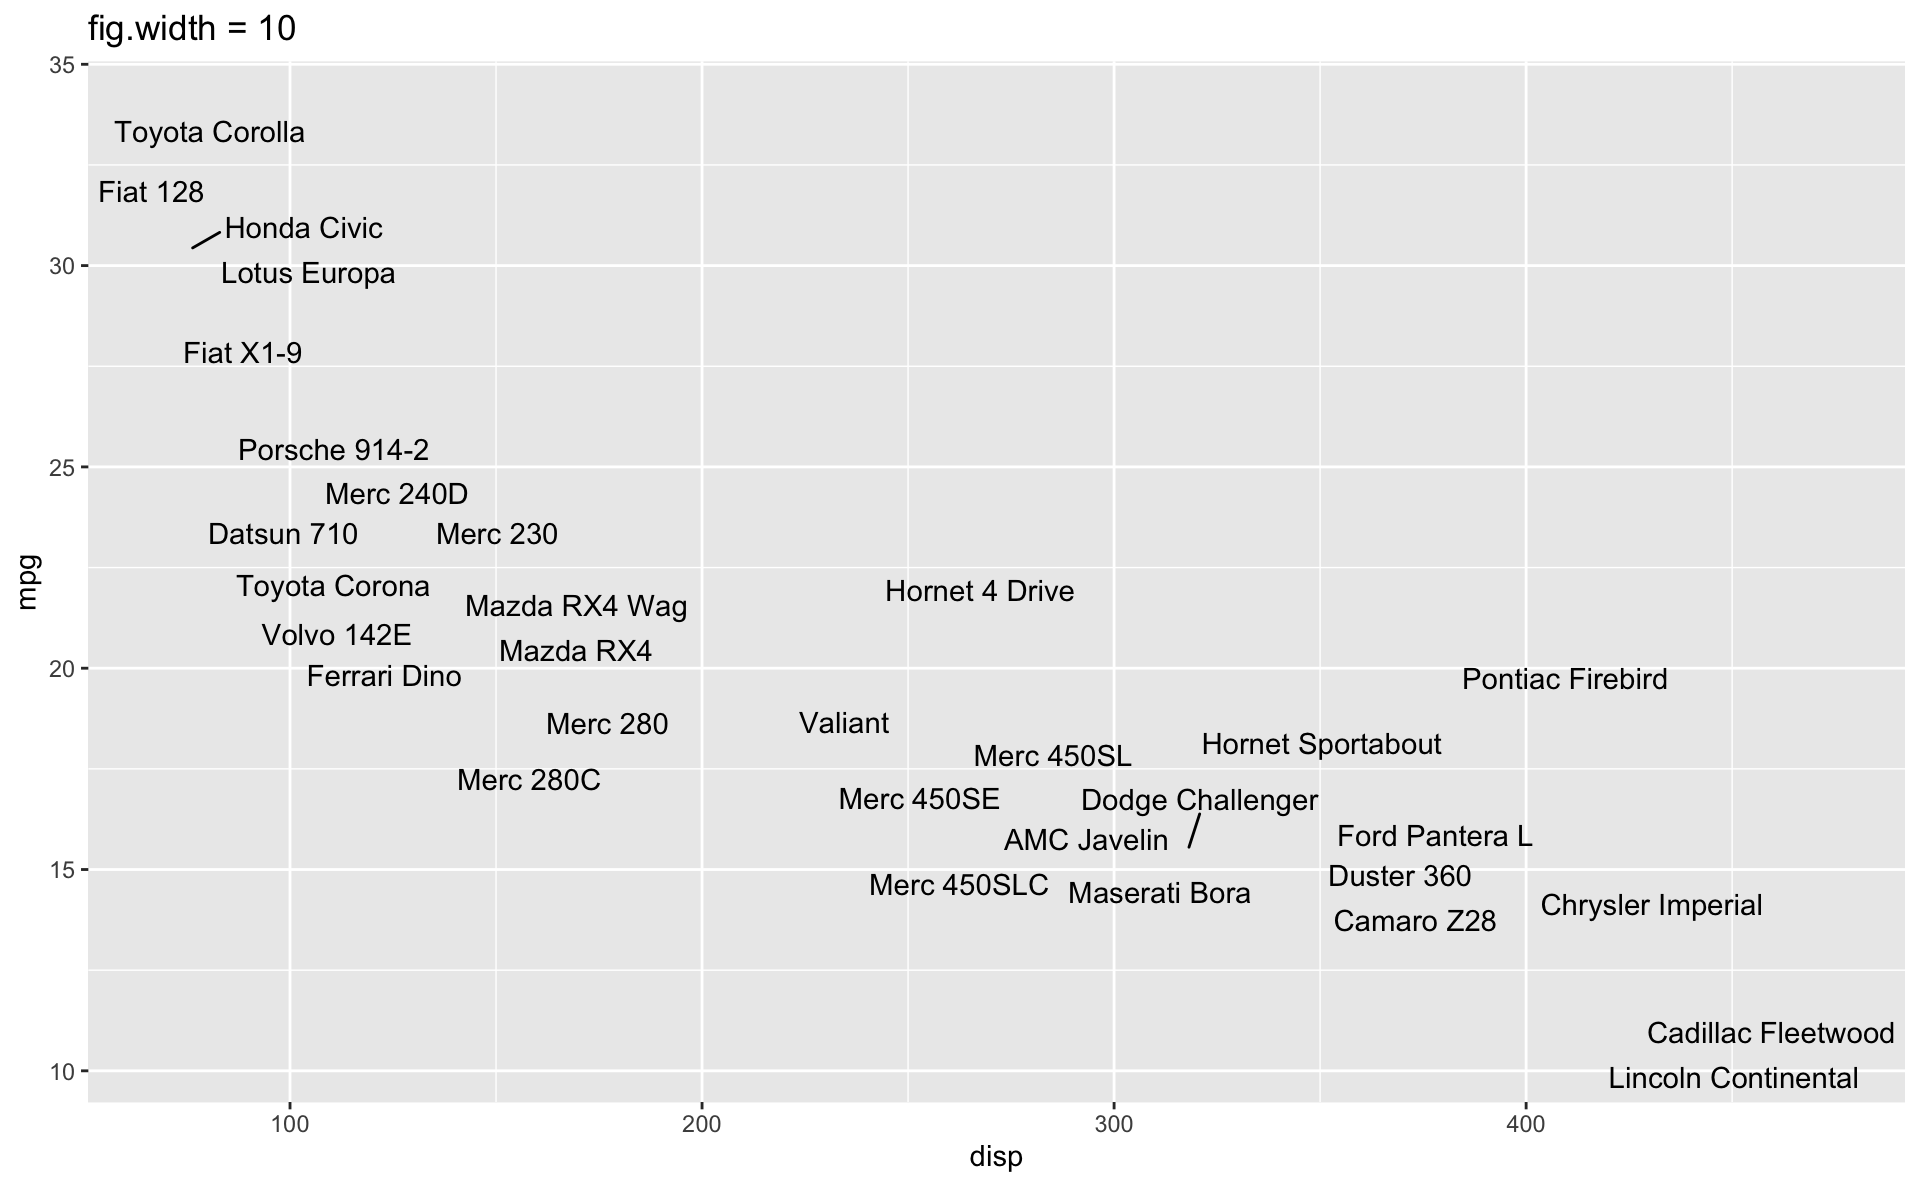 fig.width = 10
35
Toyota Corolla
Fiat 128
Honda Civic
30
Lotus Europa
Fiat X1-9
Porsche 914-2
25
Merc 240D
Datsun 710
Merc 230
mpg
Toyota Corona
Hornet 4 Drive
Mazda RX4 Wag
Volvo 142E
Mazda RX4
20
Ferrari Dino
Pontiac Firebird
Merc 280
Valiant
Hornet Sportabout
Merc 450SL
Merc 280C
Merc 450SE
Dodge Challenger
AMC Javelin
Ford Pantera L
15
Duster 360
Merc 450SLC
Maserati Bora
Chrysler Imperial
Camaro Z28
Cadillac Fleetwood
10
Lincoln Continental
100
200
300
400
disp